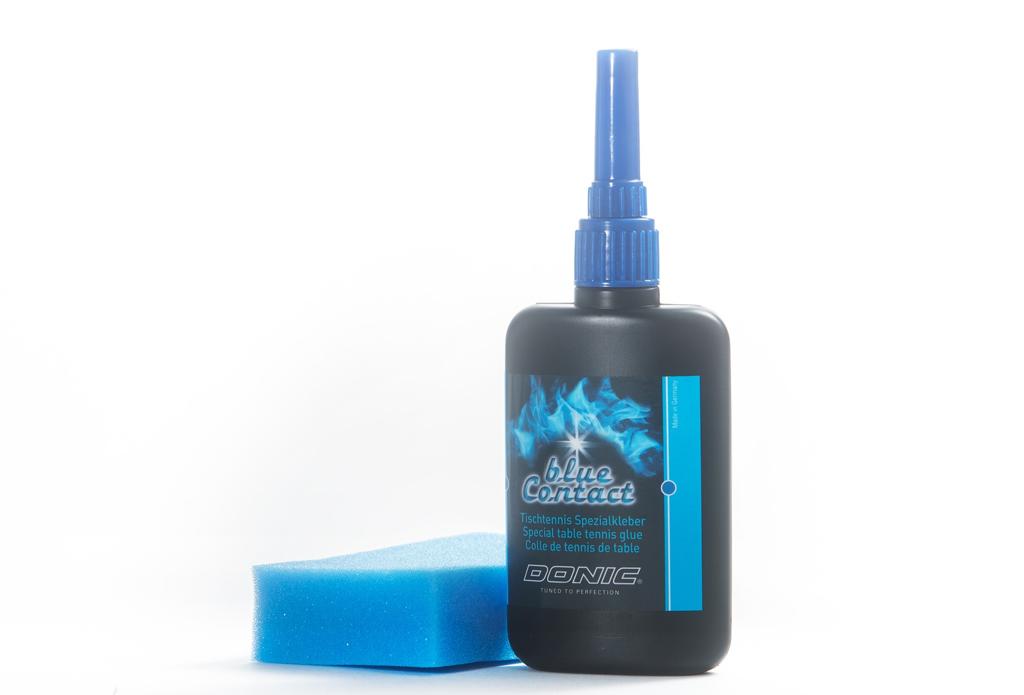 Made in Germany
blue
Contact
Tischtennis Spezialkleber
Special table tennis glue
Colle de tennis de table
DONIC®
TUNED TO PERFECTION